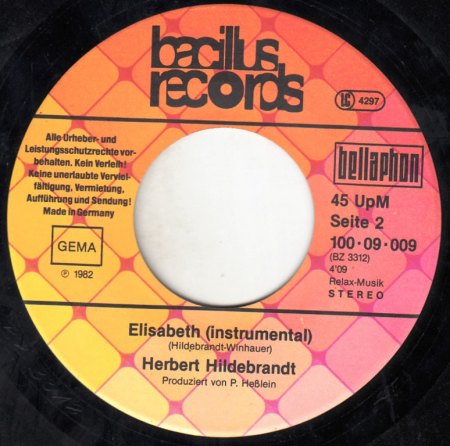 bacillus
records
LC 4297
Alle Urheber- und
Leistungsschutzrechte vor-
behalten. Kein Verleih!
Keine unerlaubte Verviel-
fältigung, Vermietung,
Aufführung und Sendung!
Made in Germany
GEMA
℗ 1982
bellaphon
45 UpM
Seite 2
100·09·009
(BZ 3312)
4'09
Relax-Musik
STEREO
Elisabeth (instrumental)
(Hildebrandt-Winhauer)
Herbert Hildebrandt
Produziert von P. Heßlein